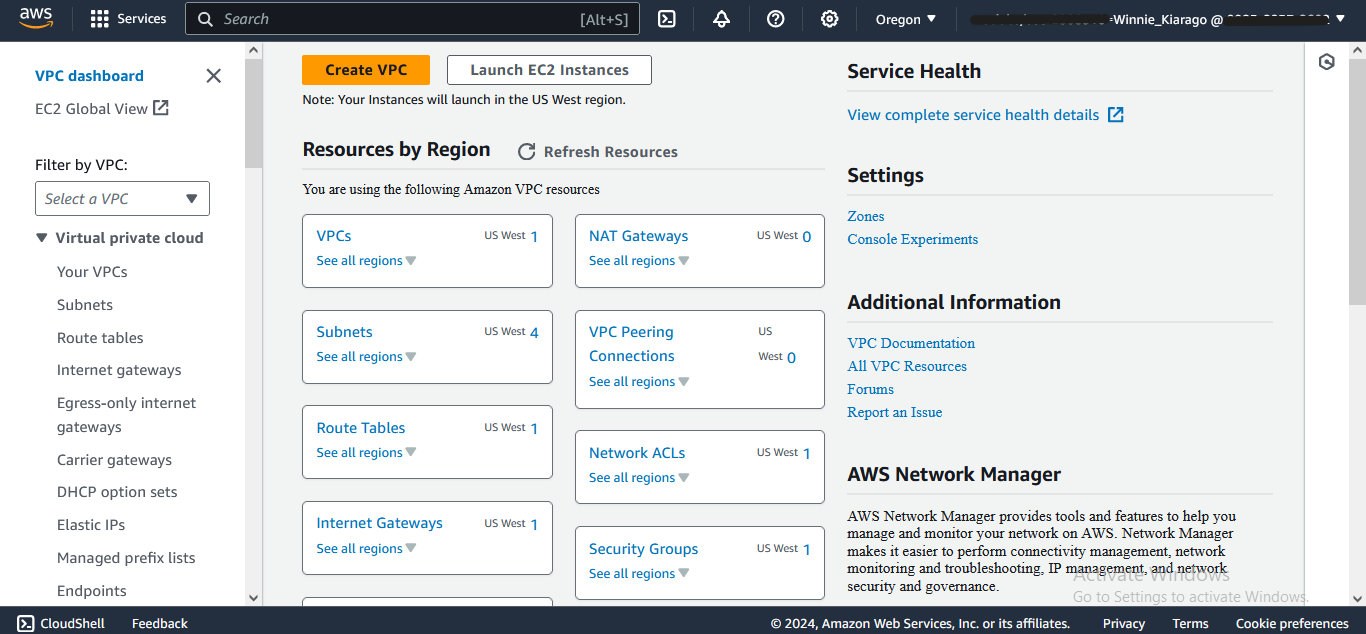 aws
Services
Search [Alt+S]
Oregon
=Winnie_Kiarago @
VPC dashboard
EC2 Global View
Filter by VPC:
Select a VPC
Virtual private cloud
Your VPCs
Subnets
Route tables
Internet gateways
Egress-only internet
gateways
Carrier gateways
DHCP option sets
Elastic IPs
Managed prefix lists
Endpoints
Create VPC
Launch EC2 Instances
Note: Your Instances will launch in the US West region.
Resources by Region
Refresh Resources
You are using the following Amazon VPC resources
VPCs US West 1
See all regions
NAT Gateways US West 0
See all regions
Subnets US West 4
See all regions
VPC Peering US
Connections West 0
See all regions
Route Tables US West 1
See all regions
Network ACLs US West 1
See all regions
Internet Gateways US West 1
See all regions
Security Groups US West 1
See all regions
Service Health
View complete service health details
Settings
Zones
Console Experiments
Additional Information
VPC Documentation
All VPC Resources
Forums
Report an Issue
AWS Network Manager
AWS Network Manager provides tools and features to help you
manage and monitor your network on AWS. Network Manager
makes it easier to perform connectivity management, network
monitoring and troubleshooting, IP management, and network
security and governance.
Activate Windows
Go to Settings to activate Windows.
CloudShell
Feedback
© 2024, Amazon Web Services, Inc. or its affiliates.
Privacy
Terms
Cookie preferences